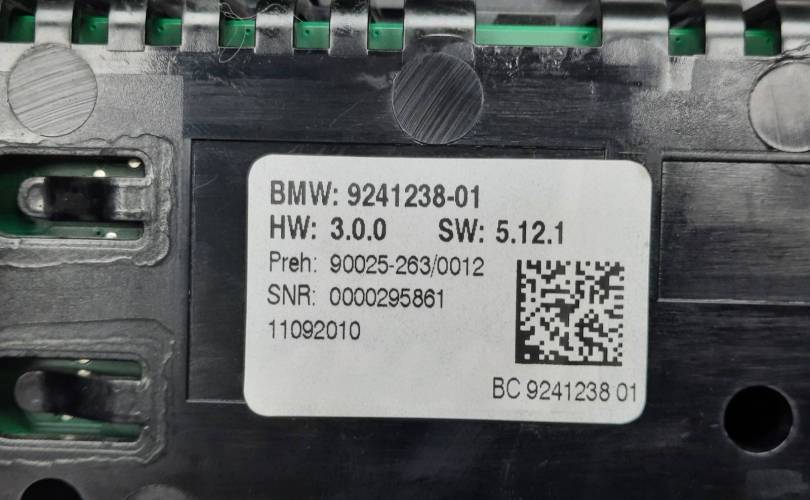 BMW: 9241238-01
HW: 3.0.0 SW: 5.12.1
Preh: 90025-263/0012
SNR: 0000295861
11092010
BC 9241238 01